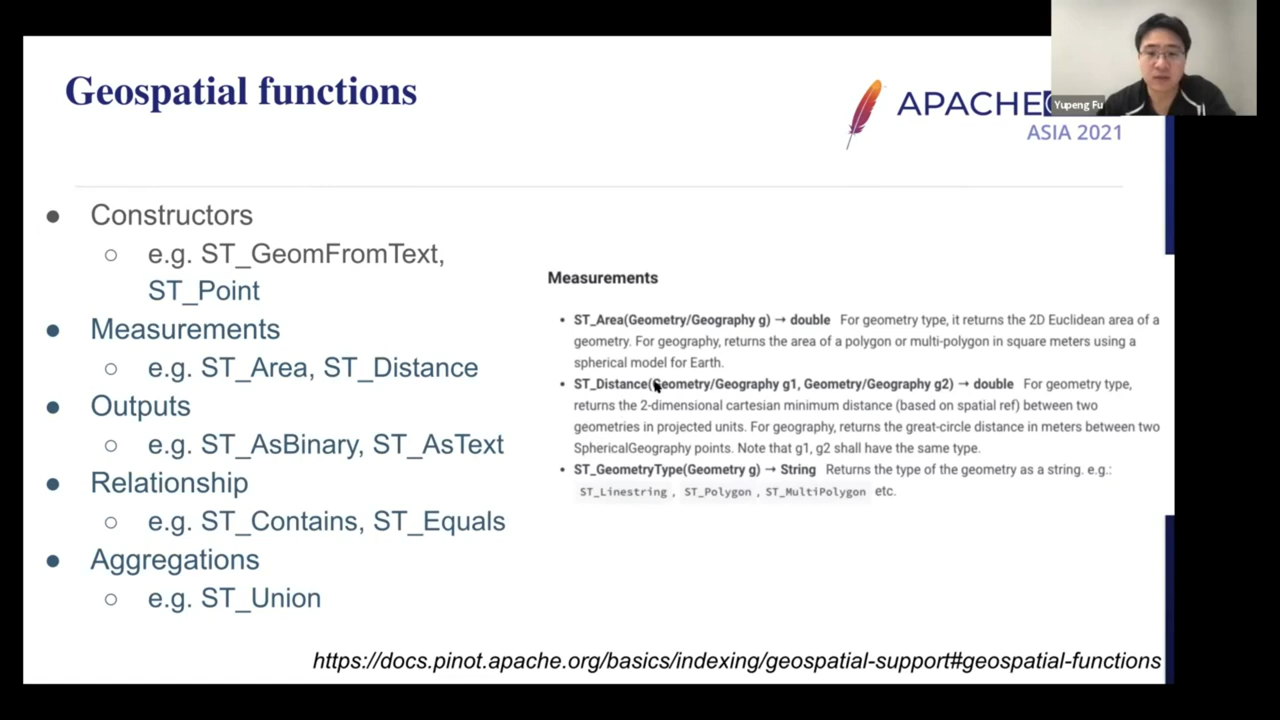 Geospatial functions
APACHE
ASIA 2021
Yupeng Fu
● Constructors
○ e.g. ST_GeomFromText,
ST_Point
● Measurements
○ e.g. ST_Area, ST_Distance
● Outputs
○ e.g. ST_AsBinary, ST_AsText
● Relationship
○ e.g. ST_Contains, ST_Equals
● Aggregations
○ e.g. ST_Union
Measurements
• ST_Area(Geometry/Geography g) → double For geometry type, it returns the 2D Euclidean area of a
geometry. For geography, returns the area of a polygon or multi-polygon in square meters using a
spherical model for Earth.
• ST_Distance(Geometry/Geography g1, Geometry/Geography g2) → double For geometry type,
returns the 2-dimensional cartesian minimum distance (based on spatial ref) between two
geometries in projected units. For geography, returns the great-circle distance in meters between two
SphericalGeography points. Note that g1, g2 shall have the same type.
• ST_GeometryType(Geometry g) → String Returns the type of the geometry as a string. e.g.:
ST_Linestring , ST_Polygon , ST_MultiPolygon etc.
https://docs.pinot.apache.org/basics/indexing/geospatial-support#geospatial-functions